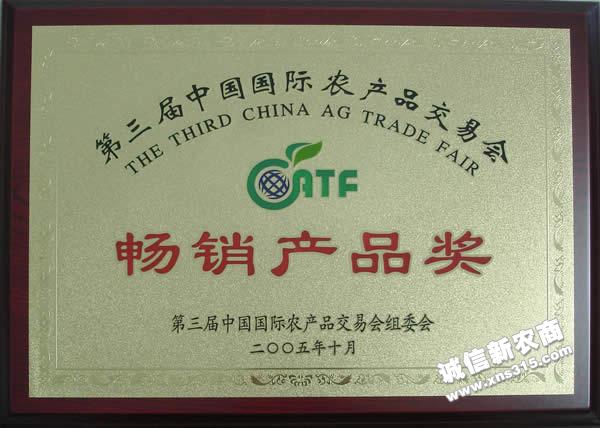 第三届中国国际农产品交易会
THE THIRD CHINA AG TRADE FAIR
CATF
畅销产品奖
第三届中国国际农产品交易会组委会
二〇〇五年十月
诚信新农商
www.xns315.com